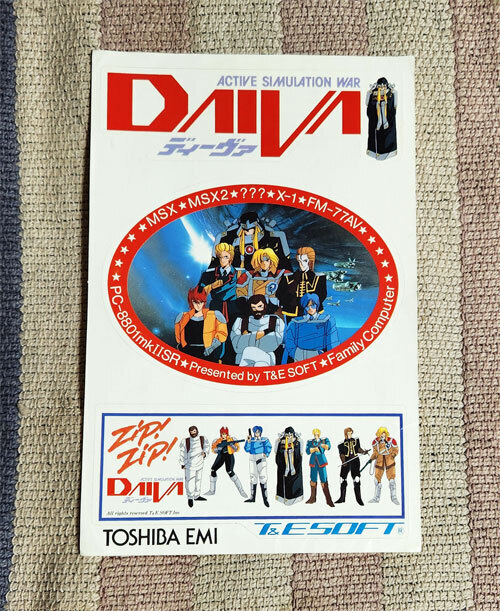 ACTIVE SIMULATION WAR
DAIVA
ディーヴァ
★★★★★MSX★MSX2★???★X-1★FM-77AV★★★★★
PC-8801mkIISR★Presented by T&E SOFT★Family Computer
ZiP!
ZiP!
ACTIVE SIMULATION WAR
DAIVA
ディーヴァ
All rights reserved T&E SOFT Inc.
TOSHIBA EMI
T&E SOFT®